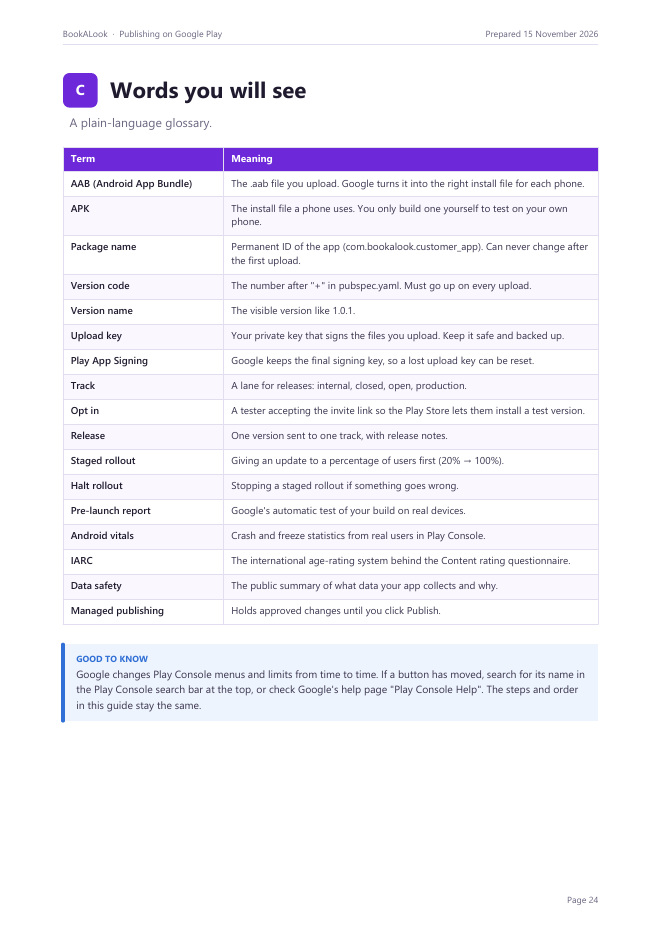 BookALook · Publishing on Google Play
Prepared 15 November 2026
C
Words you will see
A plain-language glossary.
Term Meaning
AAB (Android App Bundle) The .aab file you upload. Google turns it into the right install file for each phone.
APK The install file a phone uses. You only build one yourself to test on your own
phone.
Package name Permanent ID of the app (com.bookalook.customer_app). Can never change after
the first upload.
Version code The number after "+" in pubspec.yaml. Must go up on every upload.
Version name The visible version like 1.0.1.
Upload key Your private key that signs the files you upload. Keep it safe and backed up.
Play App Signing Google keeps the final signing key, so a lost upload key can be reset.
Track A lane for releases: internal, closed, open, production.
Opt in A tester accepting the invite link so the Play Store lets them install a test version.
Release One version sent to one track, with release notes.
Staged rollout Giving an update to a percentage of users first (20% → 100%).
Halt rollout Stopping a staged rollout if something goes wrong.
Pre-launch report Google's automatic test of your build on real devices.
Android vitals Crash and freeze statistics from real users in Play Console.
IARC The international age-rating system behind the Content rating questionnaire.
Data safety The public summary of what data your app collects and why.
Managed publishing Holds approved changes until you click Publish.
GOOD TO KNOW
Google changes Play Console menus and limits from time to time. If a button has moved, search for its name in
the Play Console search bar at the top, or check Google's help page "Play Console Help". The steps and order
in this guide stay the same.
Page 24